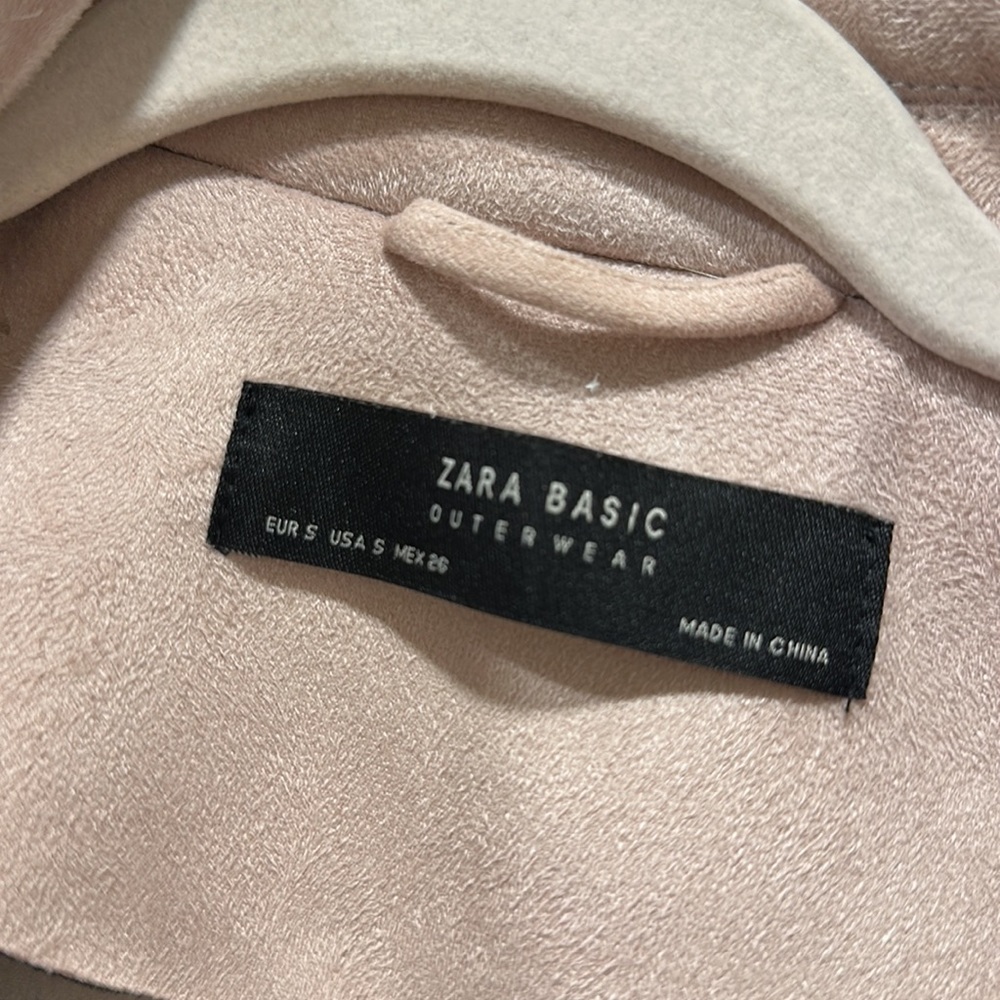 ZARA BASIC
OUTERWEAR
EUR S USA S MEX 26
MADE IN CHINA